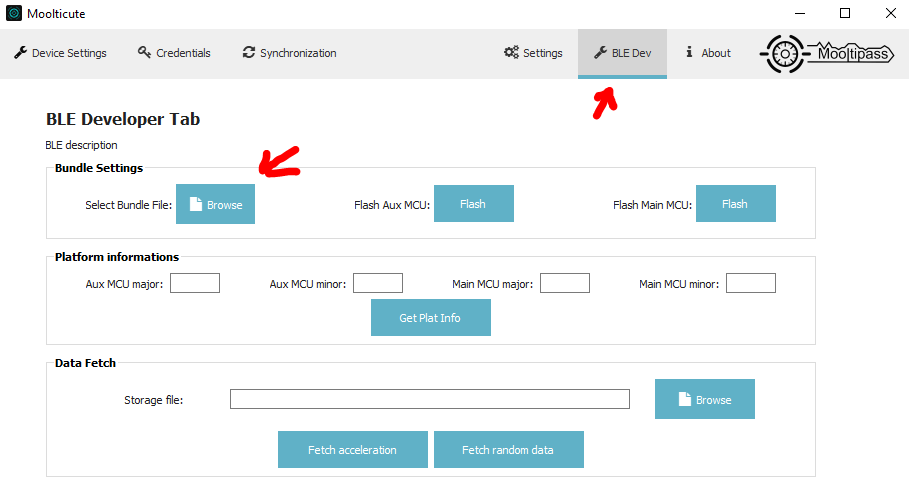 Moolticute
Device Settings Credentials Synchronization Settings BLE Dev About Mooltipass
BLE Developer Tab
BLE description
Bundle Settings
Select Bundle File: Browse Flash Aux MCU: Flash Flash Main MCU: Flash
Platform informations
Aux MCU major: Aux MCU minor: Main MCU major: Main MCU minor:
Get Plat Info
Data Fetch
Storage file: Browse
Fetch acceleration Fetch random data